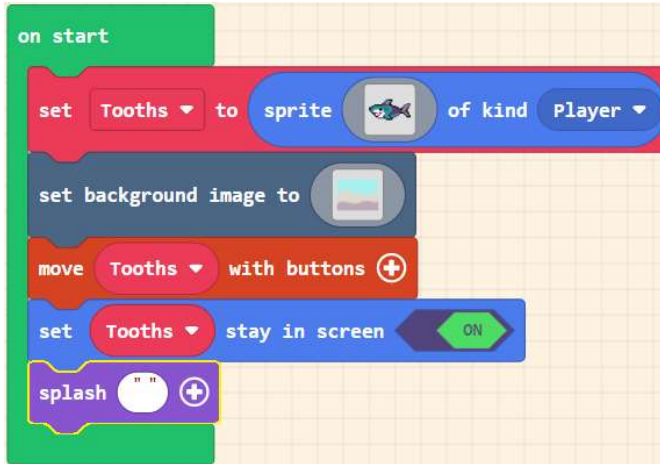 on start
set Tooths to sprite of kind Player
set background image to
move Tooths with buttons
set Tooths stay in screen ON
splash " "